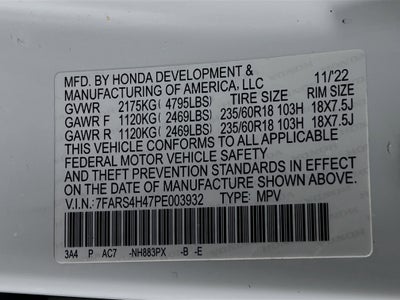 MFD. BY HONDA DEVELOPMENT &
MANUFACTURING OF AMERICA, LLC 11/'22
GVWR 2175KG (4795LBS) TIRE SIZE RIM SIZE
GAWR F 1120KG (2469LBS) 235/60R18 103H 18X7.5J
GAWR R 1120KG (2469LBS) 235/60R18 103H 18X7.5J
THIS VEHICLE CONFORMS TO ALL APPLICABLE
FEDERAL MOTOR VEHICLE SAFETY
AND THEFT PREVENTION STANDARDS IN EFFECT
ON THE DATE OF MANUFACTURE SHOWN ABOVE.
V.I.N.:7FARS4H47PE003932 TYPE: MPV
3A4 P AC7 -NH883PX -B -E